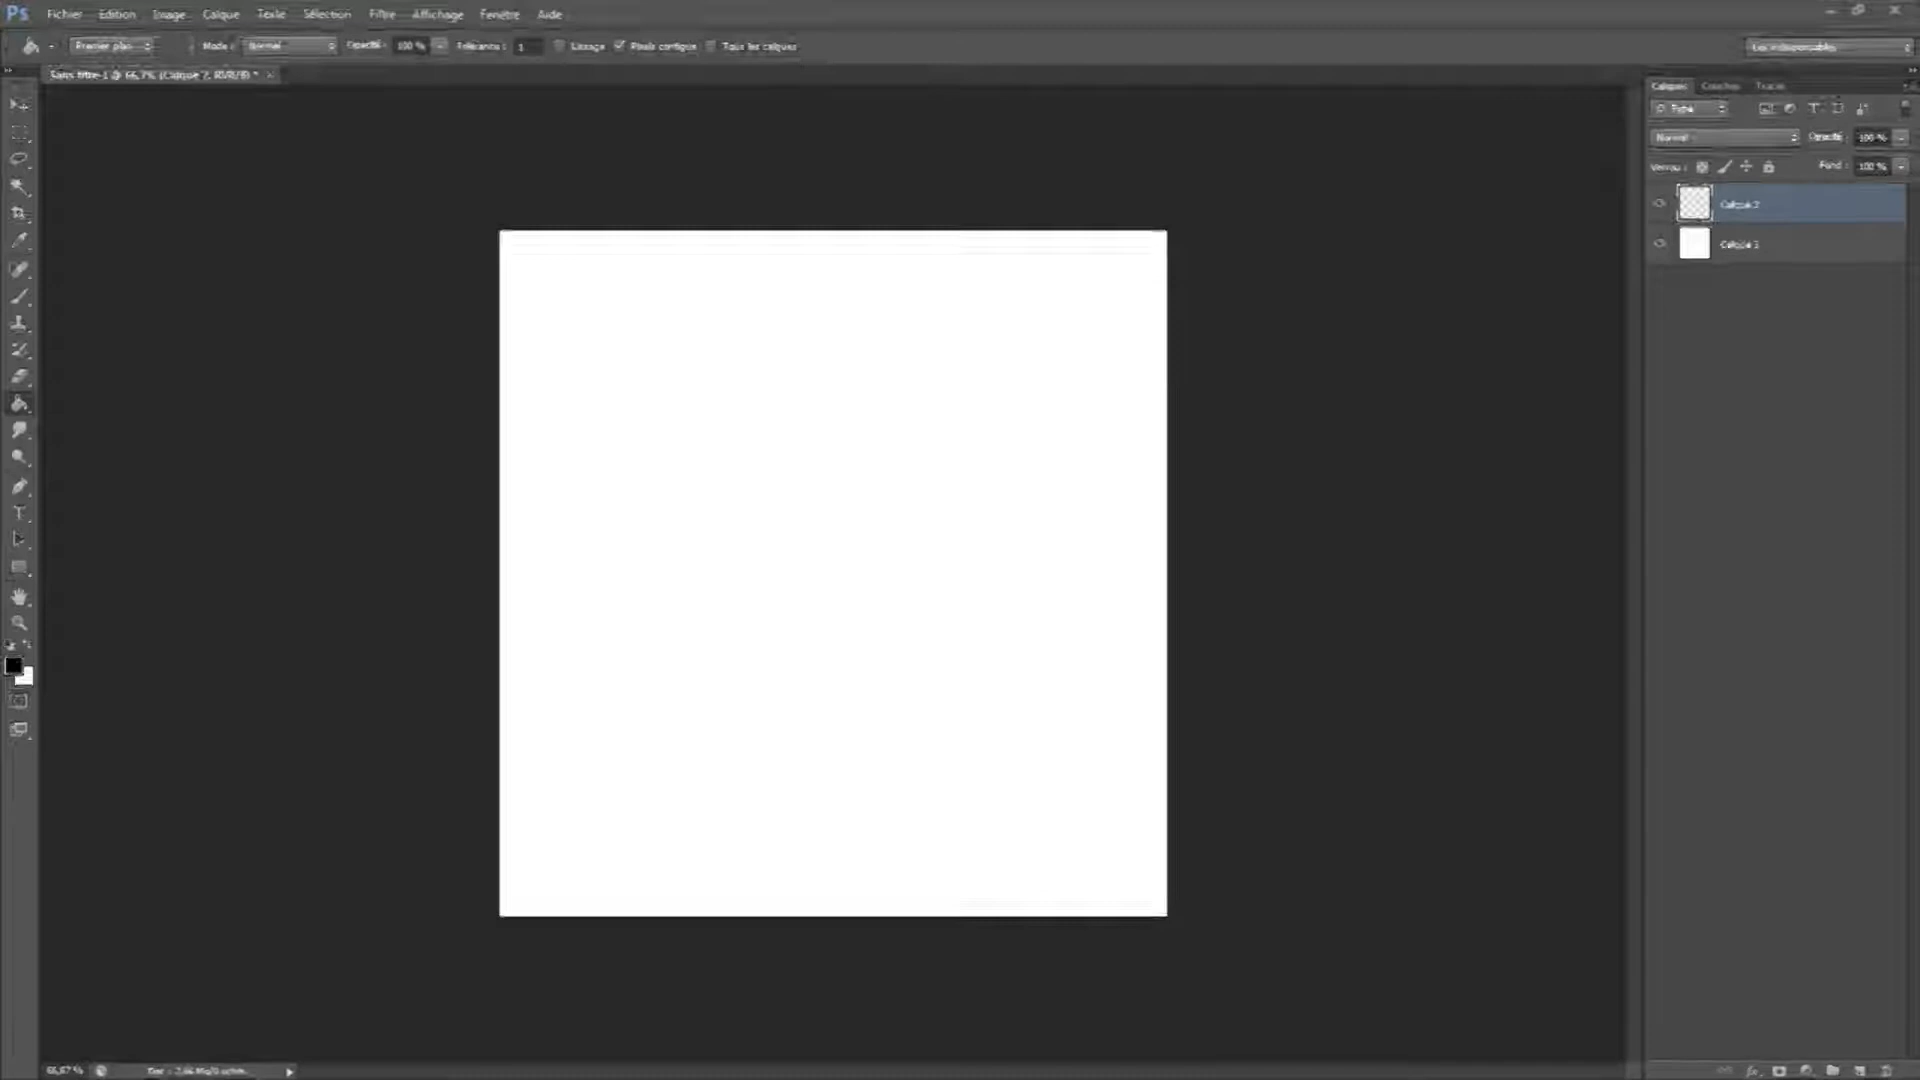 Ps Fichier Edition Image Calque Texte Sélection Filtre Affichage Fenêtre Aide
Premier plan Mode : Normal Opacité : 100 % Tolérance : 1 Lissage Pixels contigus Tous les calques Les indispensables
Sans titre-1 @ 66,7% (Calque 2, RVB/8) *
Calques Couches Tracés
Type
Normal Opacité : 100 %
Verrou : Fond : 100 %
Calque 2
Calque 1
66,67 % Doc :